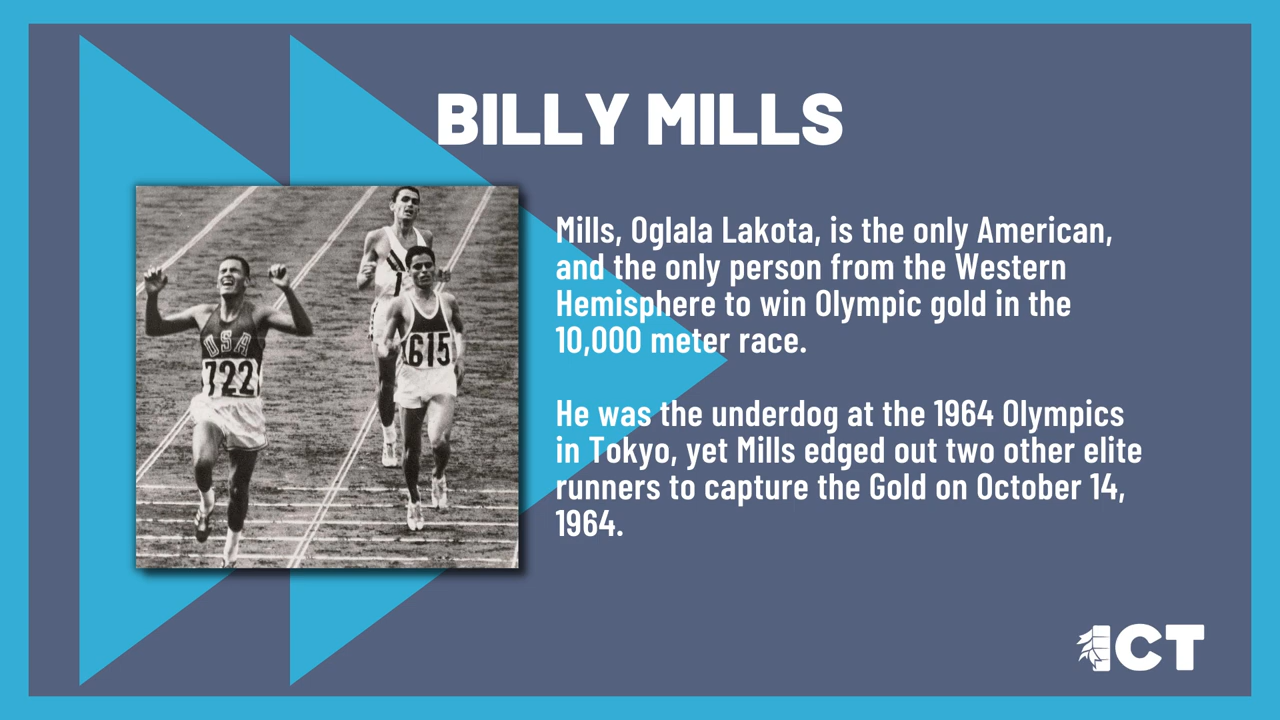 BILLY MILLS
Mills, Oglala Lakota, is the only American,
and the only person from the Western
Hemisphere to win Olympic gold in the
10,000 meter race.
He was the underdog at the 1964 Olympics
in Tokyo, yet Mills edged out two other elite
runners to capture the Gold on October 14,
1964.
USA
722
615
ICT